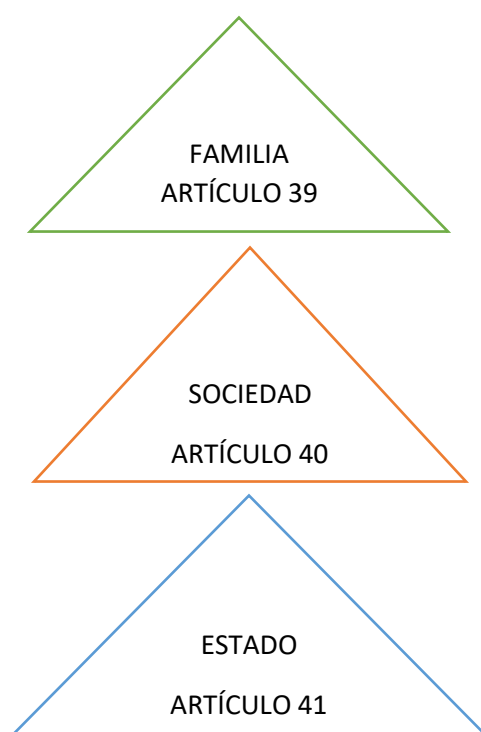 FAMILIA
ARTÍCULO 39
SOCIEDAD
ARTÍCULO 40
ESTADO
ARTÍCULO 41